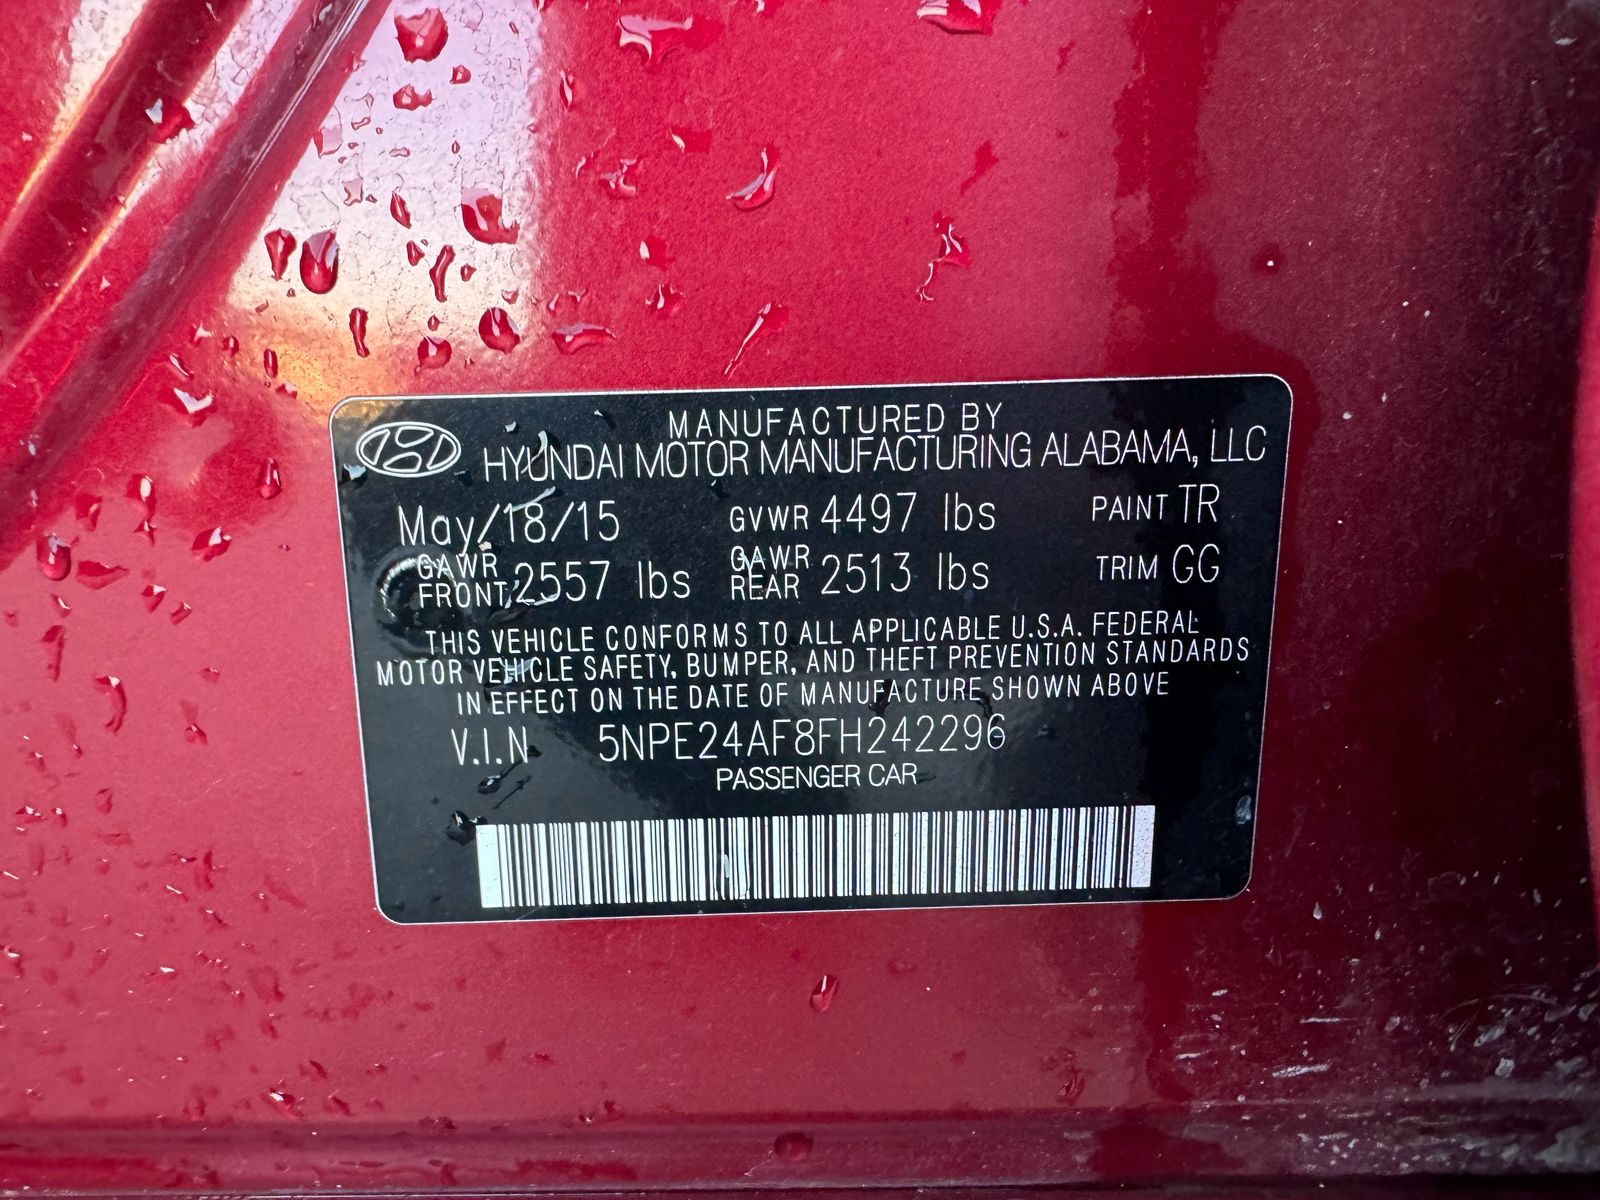 MANUFACTURED BY
HYUNDAI MOTOR MANUFACTURING ALABAMA, LLC
May/18/15 GVWR 4497 lbs PAINT TR
GAWR FRONT 2557 lbs GAWR REAR 2513 lbs TRIM GG
THIS VEHICLE CONFORMS TO ALL APPLICABLE U.S.A. FEDERAL
MOTOR VEHICLE SAFETY, BUMPER, AND THEFT PREVENTION STANDARDS
IN EFFECT ON THE DATE OF MANUFACTURE SHOWN ABOVE
V.I.N 5NPE24AF8FH242296
PASSENGER CAR